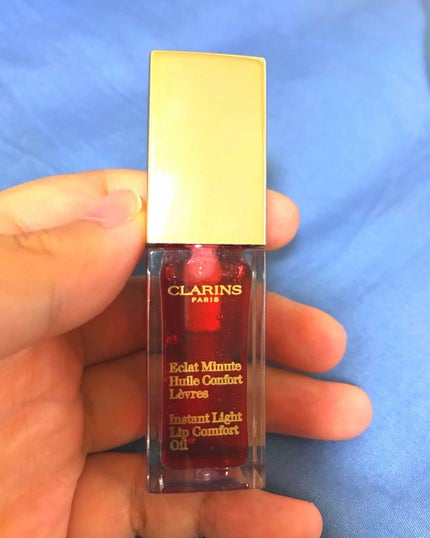 CLARINS
PARIS
Eclat Minute
Huile Confort
Lèvres
Instant Light
Lip Comfort
Oil